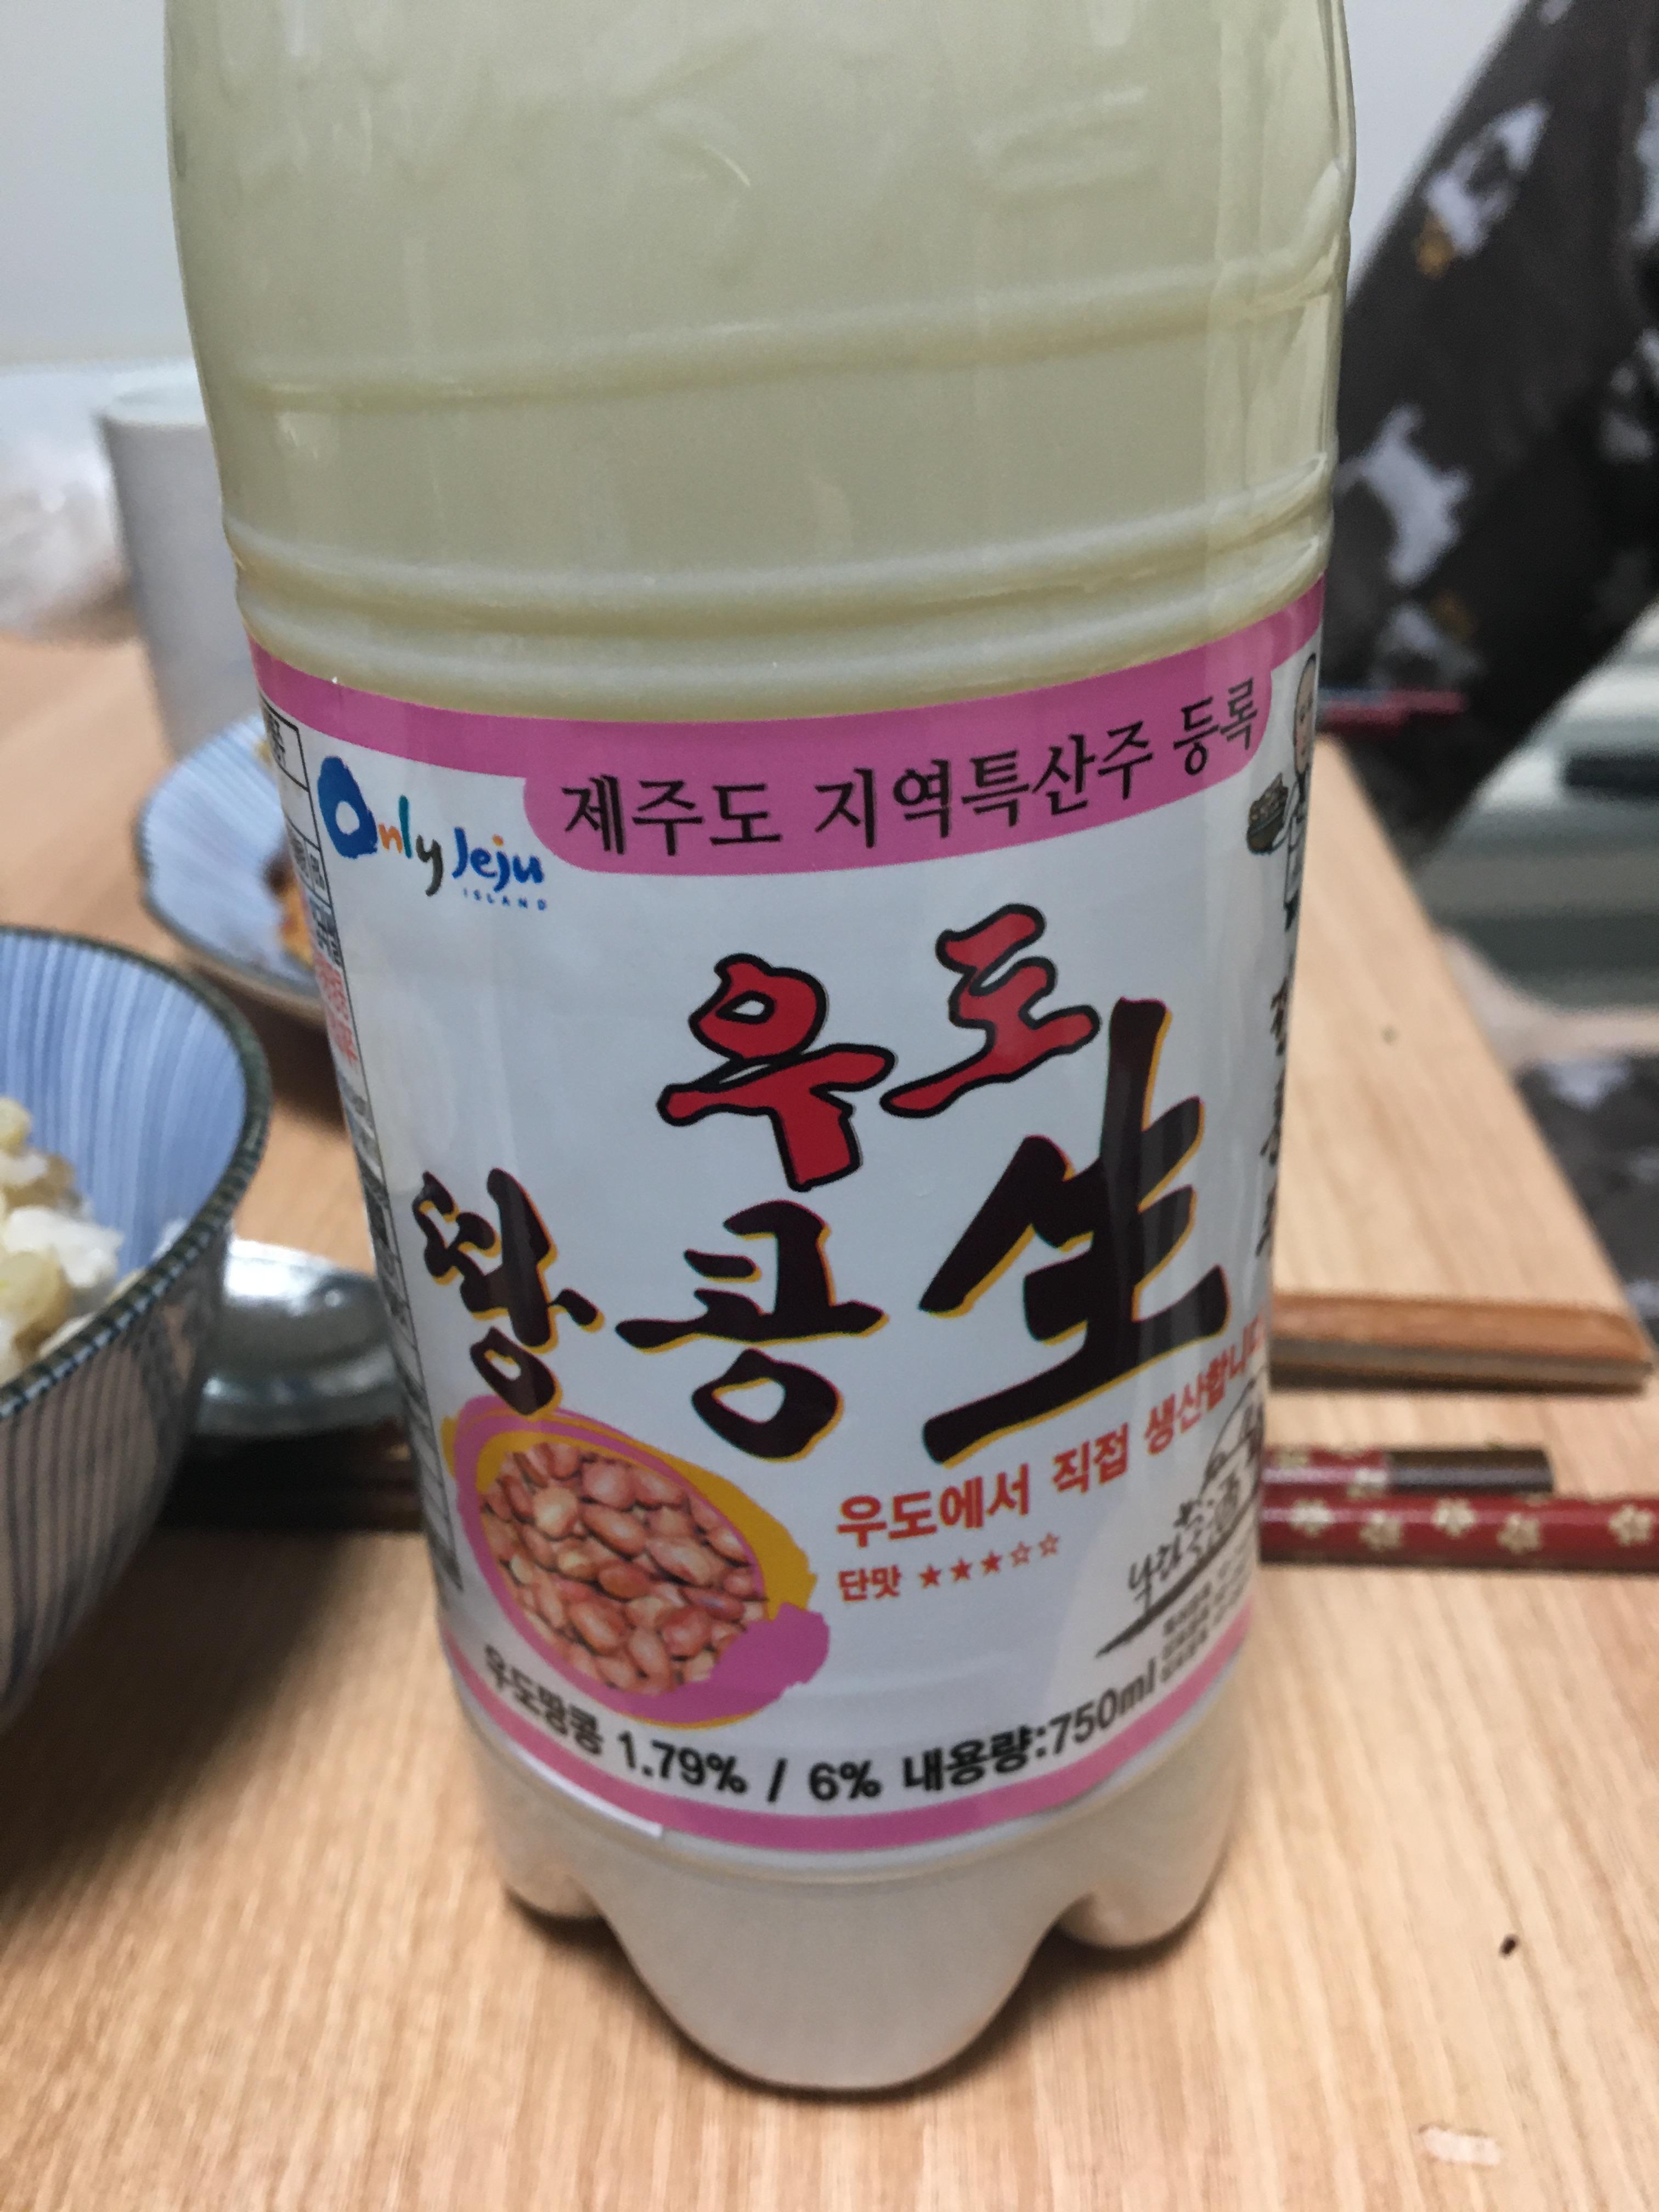 Only Jeju
ISLAND
제주도 지역특산주 등록
우도
땅콩 生
우도에서 직접 생산합니다
단맛 ★★★☆☆
우도땅콩 1.79% / 6% 내용량:750ml